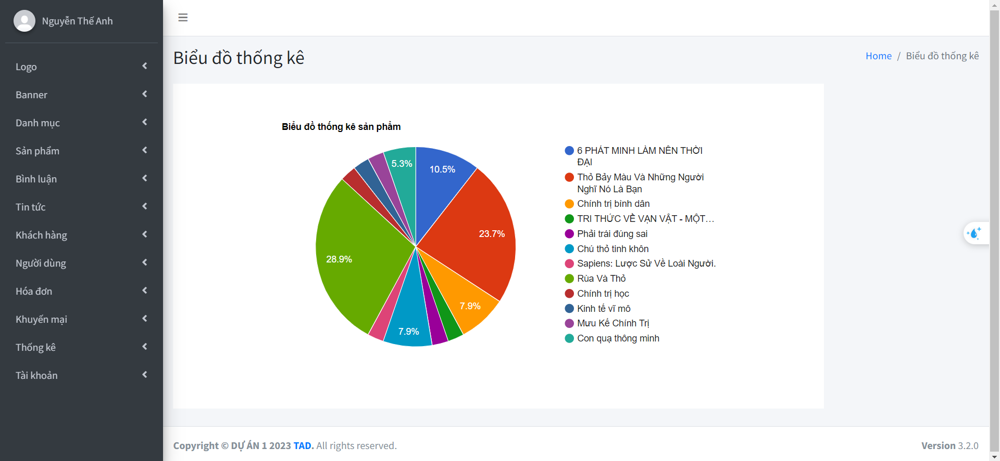 Nguyễn Thế Anh
Logo
Banner
Danh mục
Sản phẩm
Bình luận
Tin tức
Khách hàng
Người dùng
Hóa đơn
Khuyến mại
Thống kê
Tài khoản
Biểu đồ thống kê
Home / Biểu đồ thống kê
Biểu đồ thống kê sản phẩm
5.3%
10.5%
23.7%
28.9%
7.9%
7.9%
6 PHÁT MINH LÀM NÊN THỜI
ĐẠI
Thỏ Bảy Màu Và Những Người
Nghĩ Nó Là Bạn
Chính trị bình dân
TRI THỨC VỀ VẠN VẬT - MỘT…
Phải trái đúng sai
Chú thỏ tinh khôn
Sapiens: Lược Sử Về Loài Người.
Rùa Và Thỏ
Chính trị học
Kinh tế vĩ mô
Mưu Kế Chính Trị
Con quạ thông minh
Copyright © DỰ ÁN 1 2023 TAD. All rights reserved.
Version 3.2.0